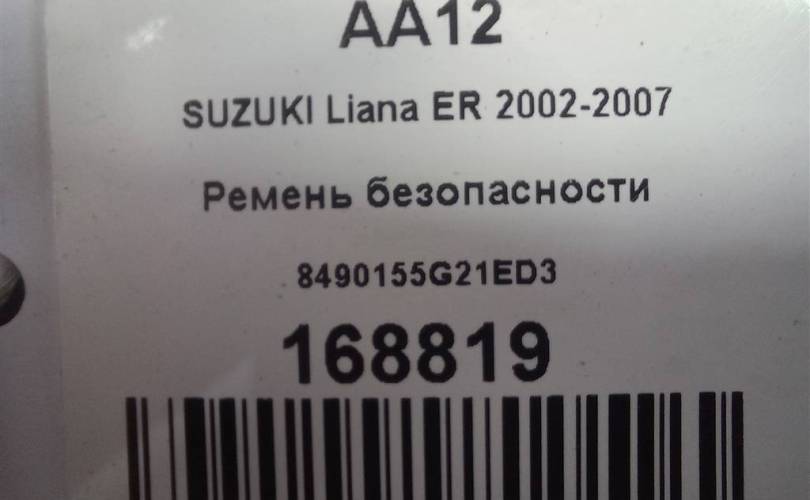 AA12
SUZUKI Liana ER 2002-2007
Ремень безопасности
8490155G21ED3
168819